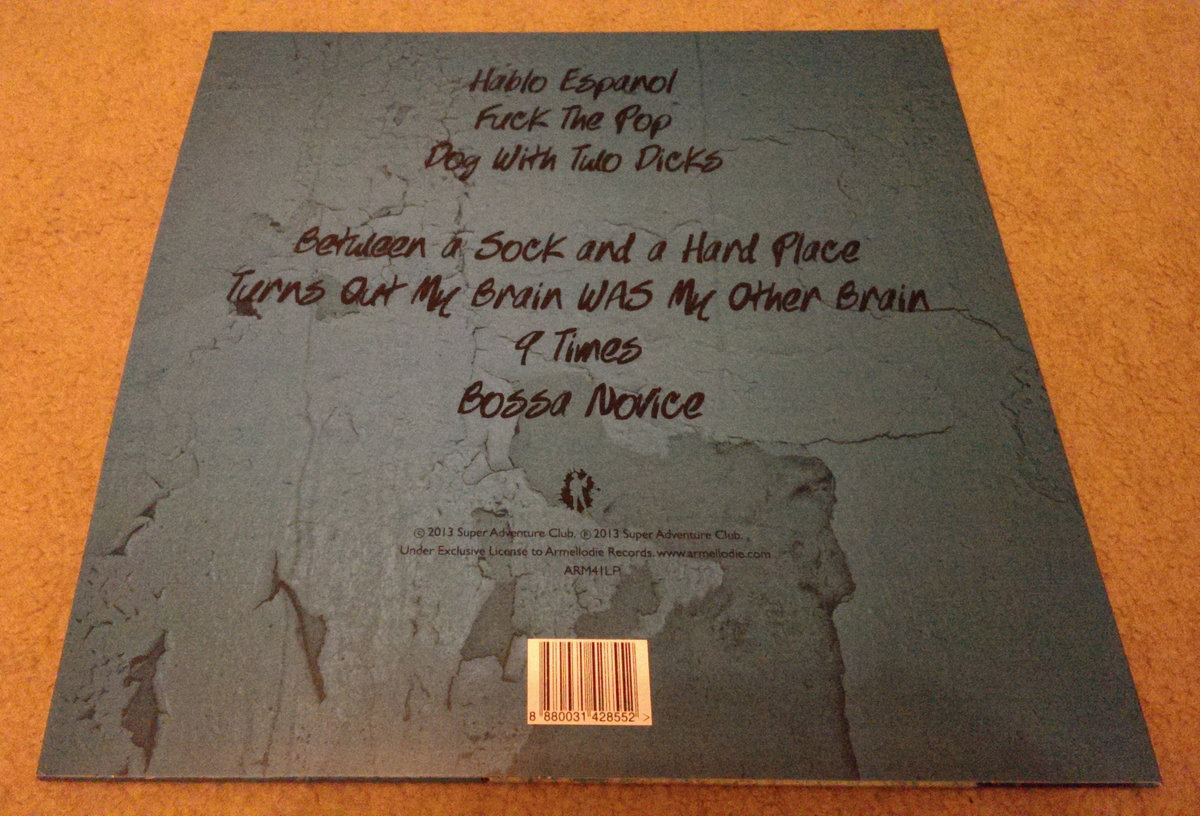 Hablo Espanol
Fuck The Pop
Dog With Two Dicks
Between a Sock and a Hard Place
Turns Out My Brain WAS My Other Brain
9 Times
Bossa Novice
© 2013 Super Adventure Club. ℗ 2013 Super Adventure Club.
Under Exclusive License to Armellodie Records. www.armellodie.com
ARM41LP
8 880031 428552 >